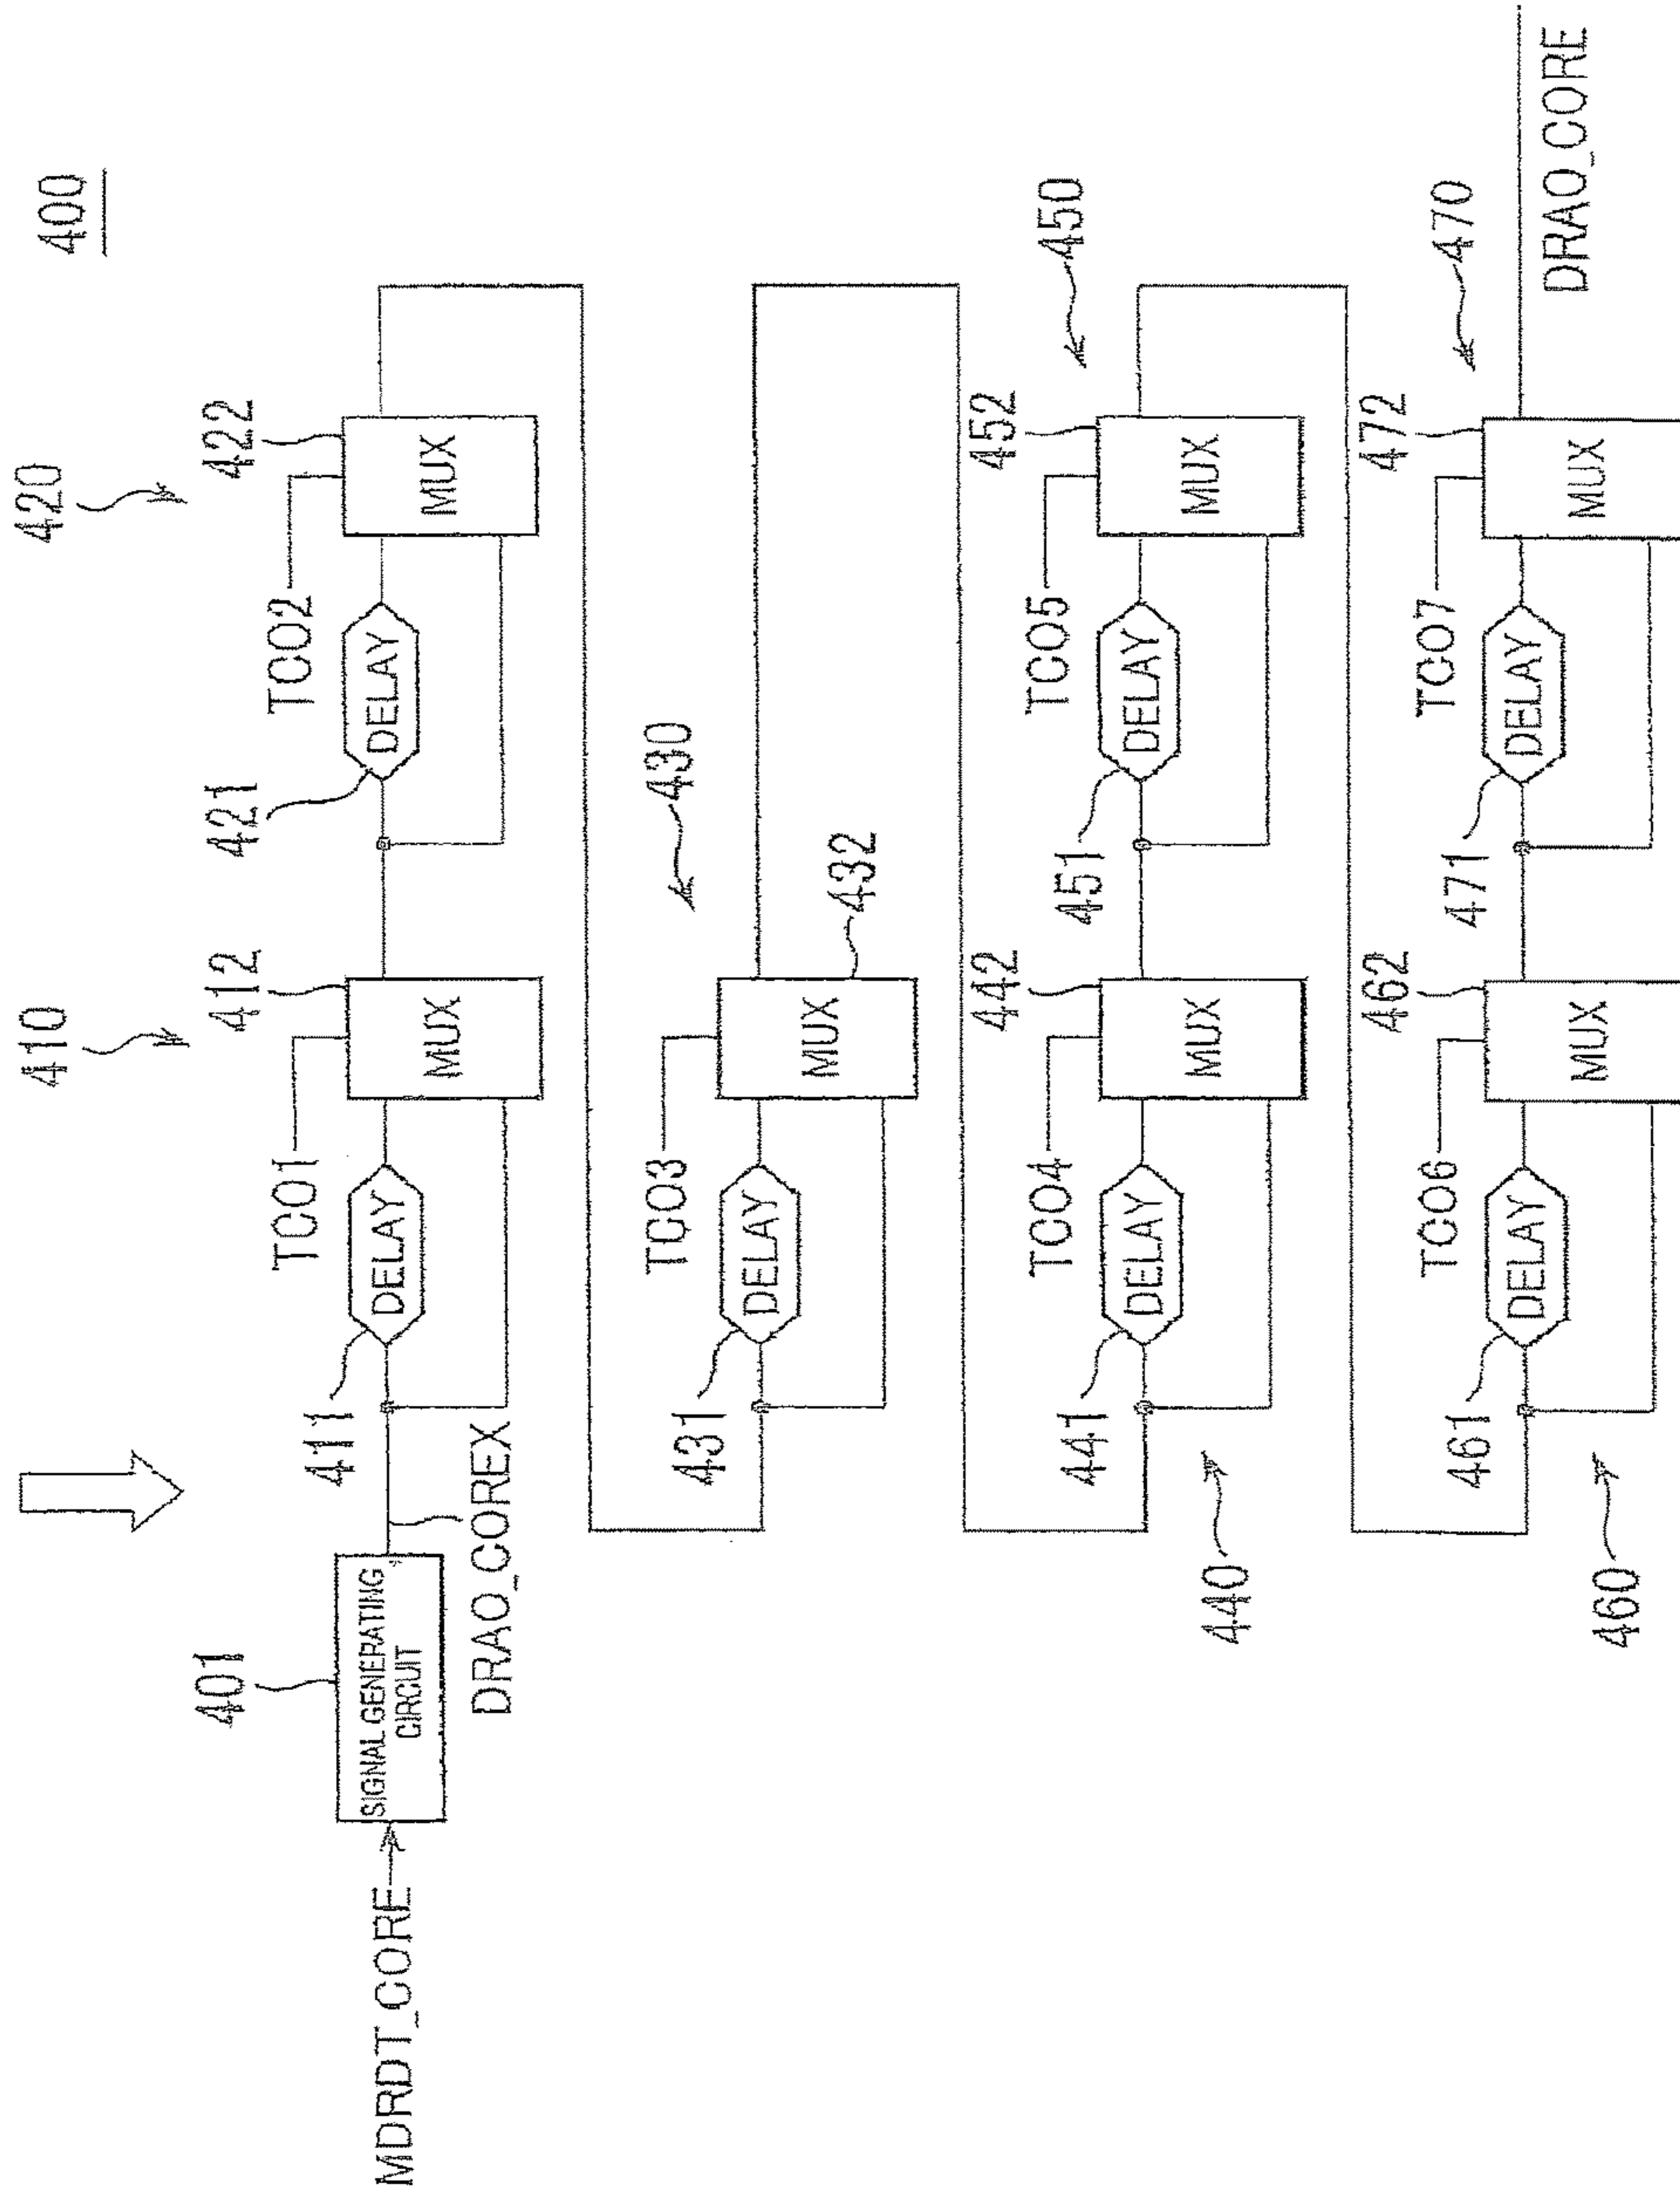 400
410
420
401
411
412
421
422
TCO1
TCO2
MDRDT_CORE
SIGNAL GENERATING
CIRCUIT
DRAO_COREX
DELAY
MUX
DELAY
MUX
430
431
TCO3
432
DELAY
MUX
440
441
TCO4
442
450
451
TCO5
452
DELAY
MUX
DELAY
MUX
460
461
TCO6
462
470
471
TCO7
472
DELAY
MUX
DELAY
MUX
DRAO_CORE